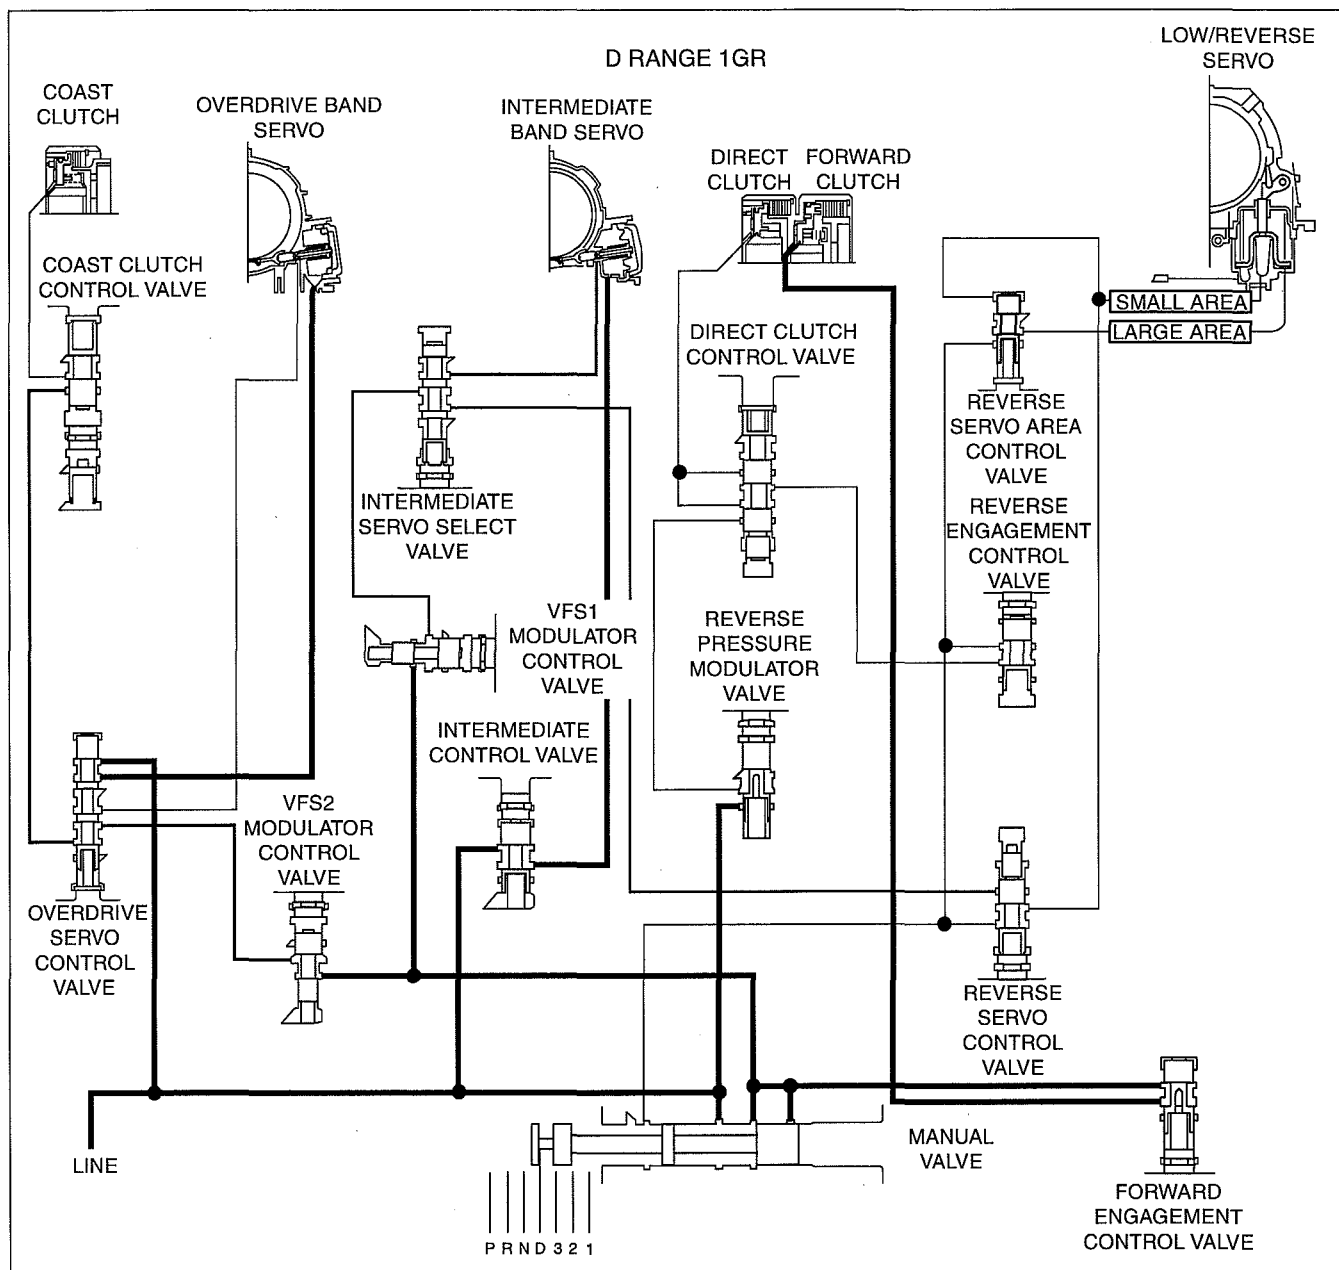 D RANGE 1GR
LOW/REVERSE
SERVO
COAST
CLUTCH
OVERDRIVE BAND
SERVO
INTERMEDIATE
BAND SERVO
DIRECT
CLUTCH
FORWARD
CLUTCH
COAST CLUTCH
CONTROL VALVE
SMALL AREA
LARGE AREA
DIRECT CLUTCH
CONTROL VALVE
REVERSE
SERVO AREA
CONTROL
VALVE
INTERMEDIATE
SERVO SELECT
VALVE
REVERSE
ENGAGEMENT
CONTROL
VALVE
VFS1
MODULATOR
CONTROL
VALVE
REVERSE
PRESSURE
MODULATOR
VALVE
INTERMEDIATE
CONTROL VALVE
VFS2
MODULATOR
CONTROL
VALVE
OVERDRIVE
SERVO
CONTROL
VALVE
REVERSE
SERVO
CONTROL
VALVE
LINE
MANUAL
VALVE
P R N D 3 2 1
FORWARD
ENGAGEMENT
CONTROL VALVE